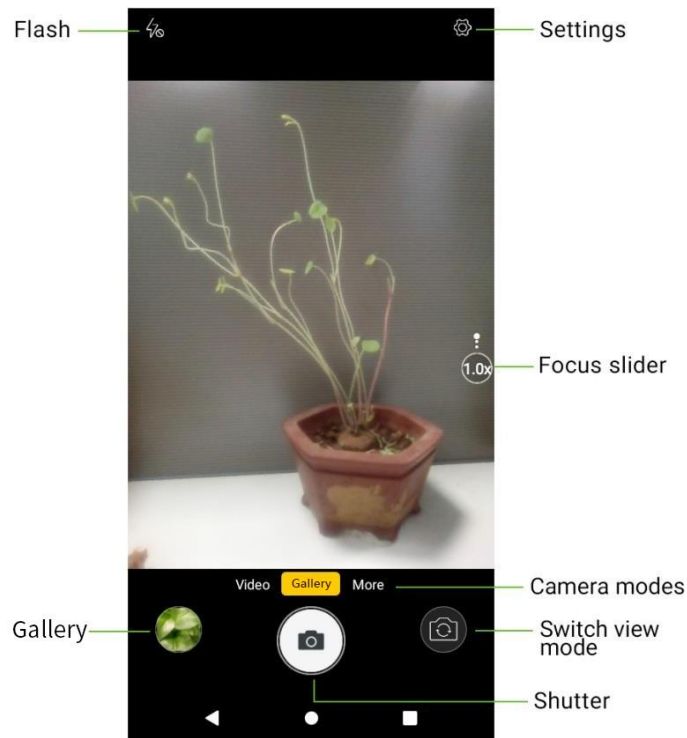 Flash
Settings
1.0x
Focus slider
Video Gallery More
Camera modes
Gallery
Switch view
mode
Shutter